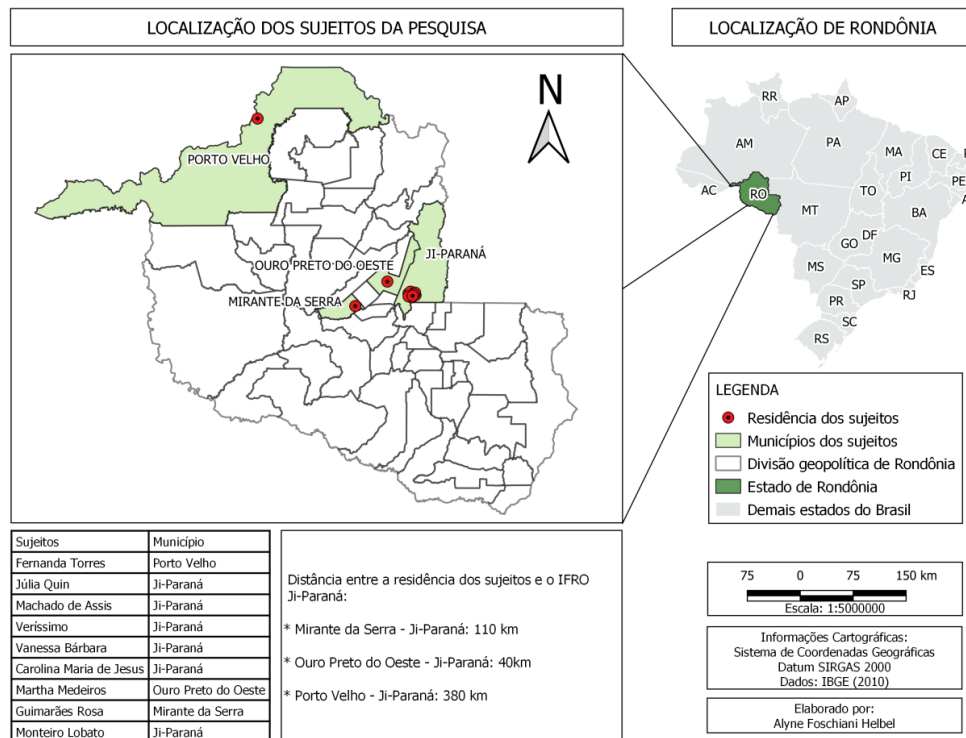 LOCALIZAÇÃO DOS SUJEITOS DA PESQUISA
LOCALIZAÇÃO DE RONDÔNIA
N
PORTO VELHO
OURO PRETO DO OESTE
JI-PARANÁ
MIRANTE DA SERRA
RR
AP
AM
PA
MA
CE
PI
PE
AC
RO
TO
MT
BA
DF
GO
MG
MS
ES
SP
RJ
PR
SC
RS
LEGENDA
Residência dos sujeitos
Municípios dos sujeitos
Divisão geopolítica de Rondônia
Estado de Rondônia
Demais estados do Brasil
Sujeitos Município
Fernanda Torres Porto Velho
Júlia Quin Ji-Paraná
Machado de Assis Ji-Paraná
Veríssimo Ji-Paraná
Vanessa Bárbara Ji-Paraná
Carolina Maria de Jesus Ji-Paraná
Martha Medeiros Ouro Preto do Oeste
Guimarães Rosa Mirante da Serra
Monteiro Lobato Ji-Paraná
Distância entre a residência dos sujeitos e o IFRO
Ji-Paraná:
* Mirante da Serra - Ji-Paraná: 110 km
* Ouro Preto do Oeste - Ji-Paraná: 40km
* Porto Velho - Ji-Paraná: 380 km
75 0 75 150 km
Escala: 1:5000000
Informações Cartográficas:
Sistema de Coordenadas Geográficas
Datum SIRGAS 2000
Dados: IBGE (2010)
Elaborado por:
Alyne Foschiani Helbel